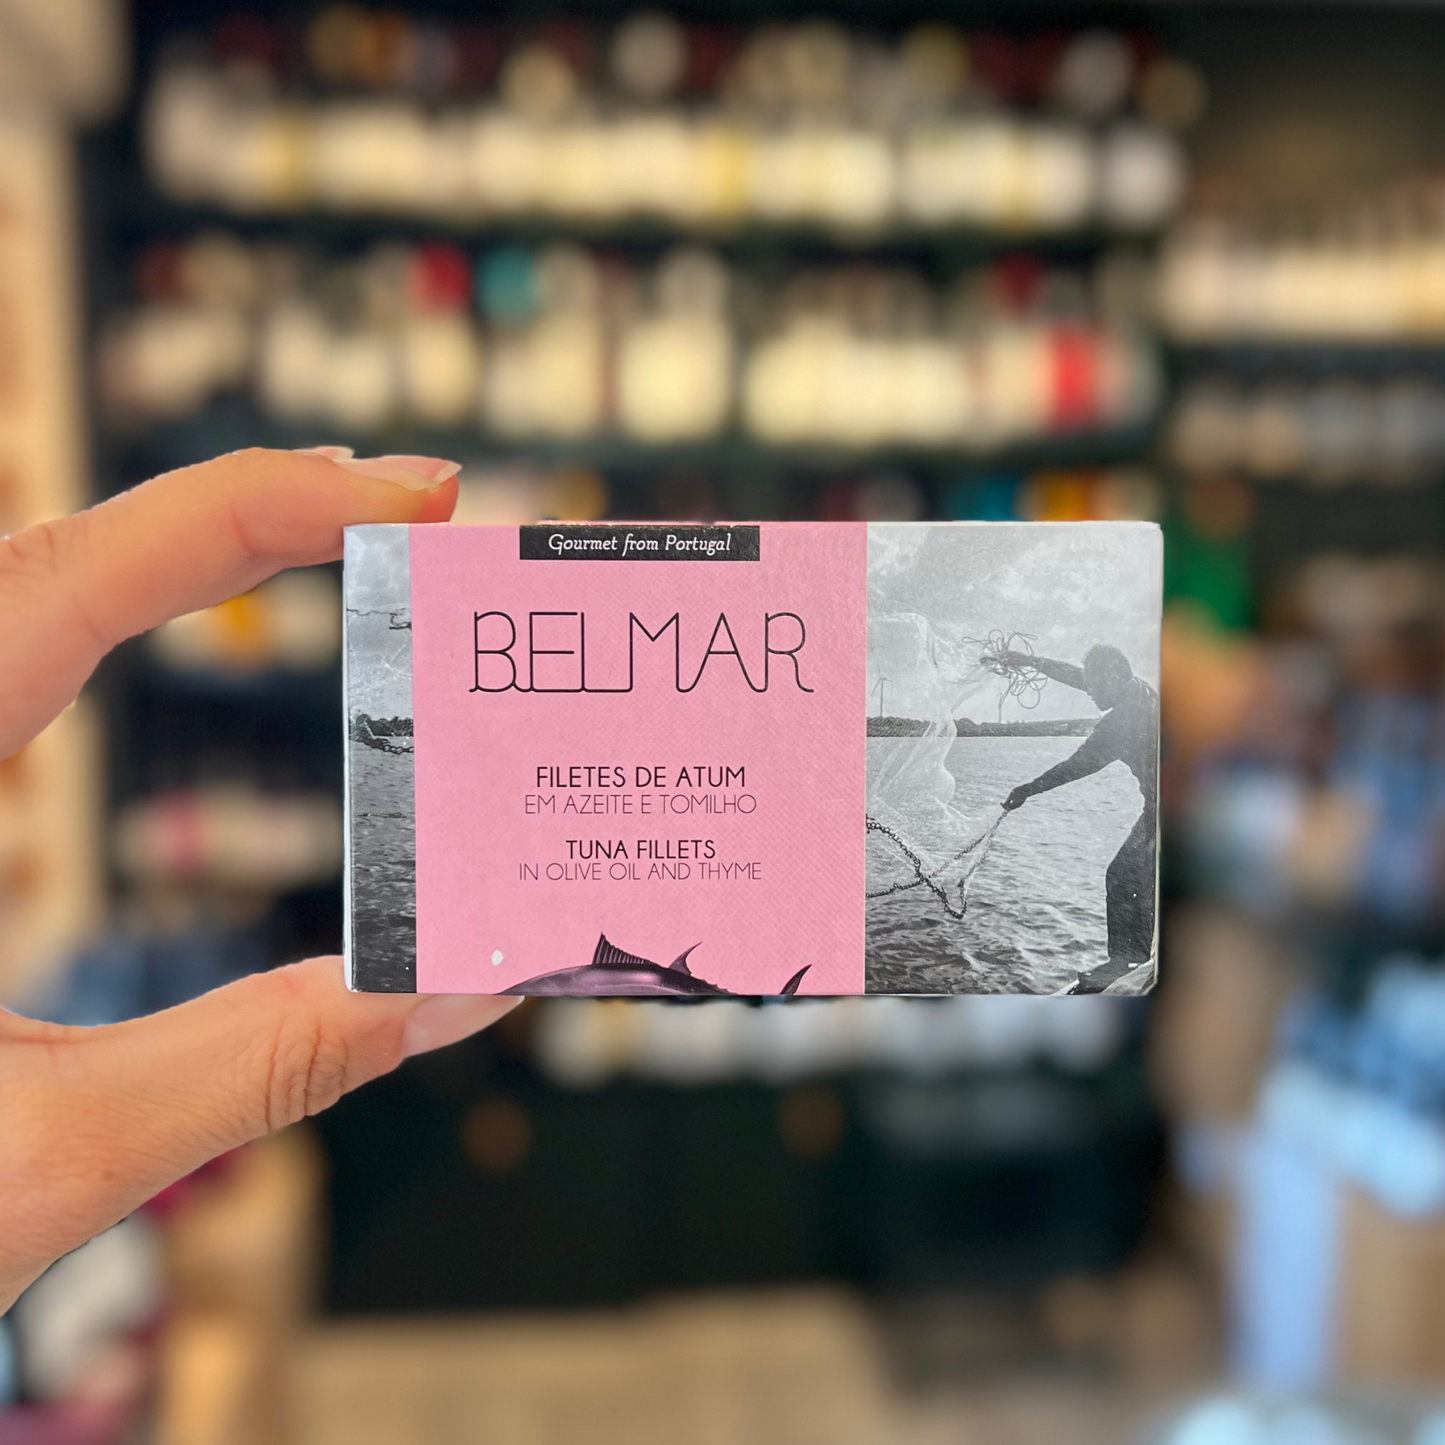 Gourmet from Portugal
BELMAR
FILETES DE ATUM
EM AZEITE E TOMILHO
TUNA FILLETS
IN OLIVE OIL AND THYME